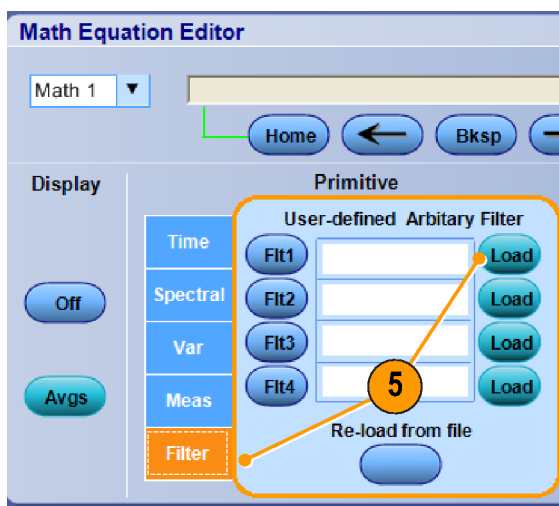 Math Equation Editor
Math 1
Home
Bksp
Display
Primitive
User-defined Arbitary Filter
Time
Flt1
Load
Spectral
Flt2
Load
Off
Var
Flt3
Load
Avgs
Meas
Flt4
5
Load
Filter
Re-load from file